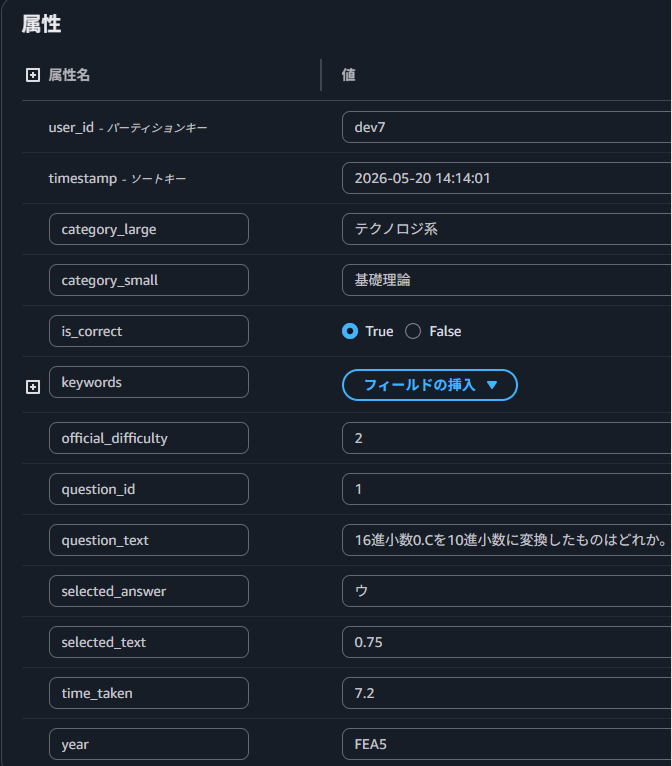 属性
属性名 値
user_id - パーティションキー dev7
timestamp - ソートキー 2026-05-20 14:14:01
category_large テクノロジ系
category_small 基礎理論
is_correct True False
keywords フィールドの挿入 ▼
official_difficulty 2
question_id 1
question_text 16進小数0.Cを10進小数に変換したものはどれか。
selected_answer ウ
selected_text 0.75
time_taken 7.2
year FEA5